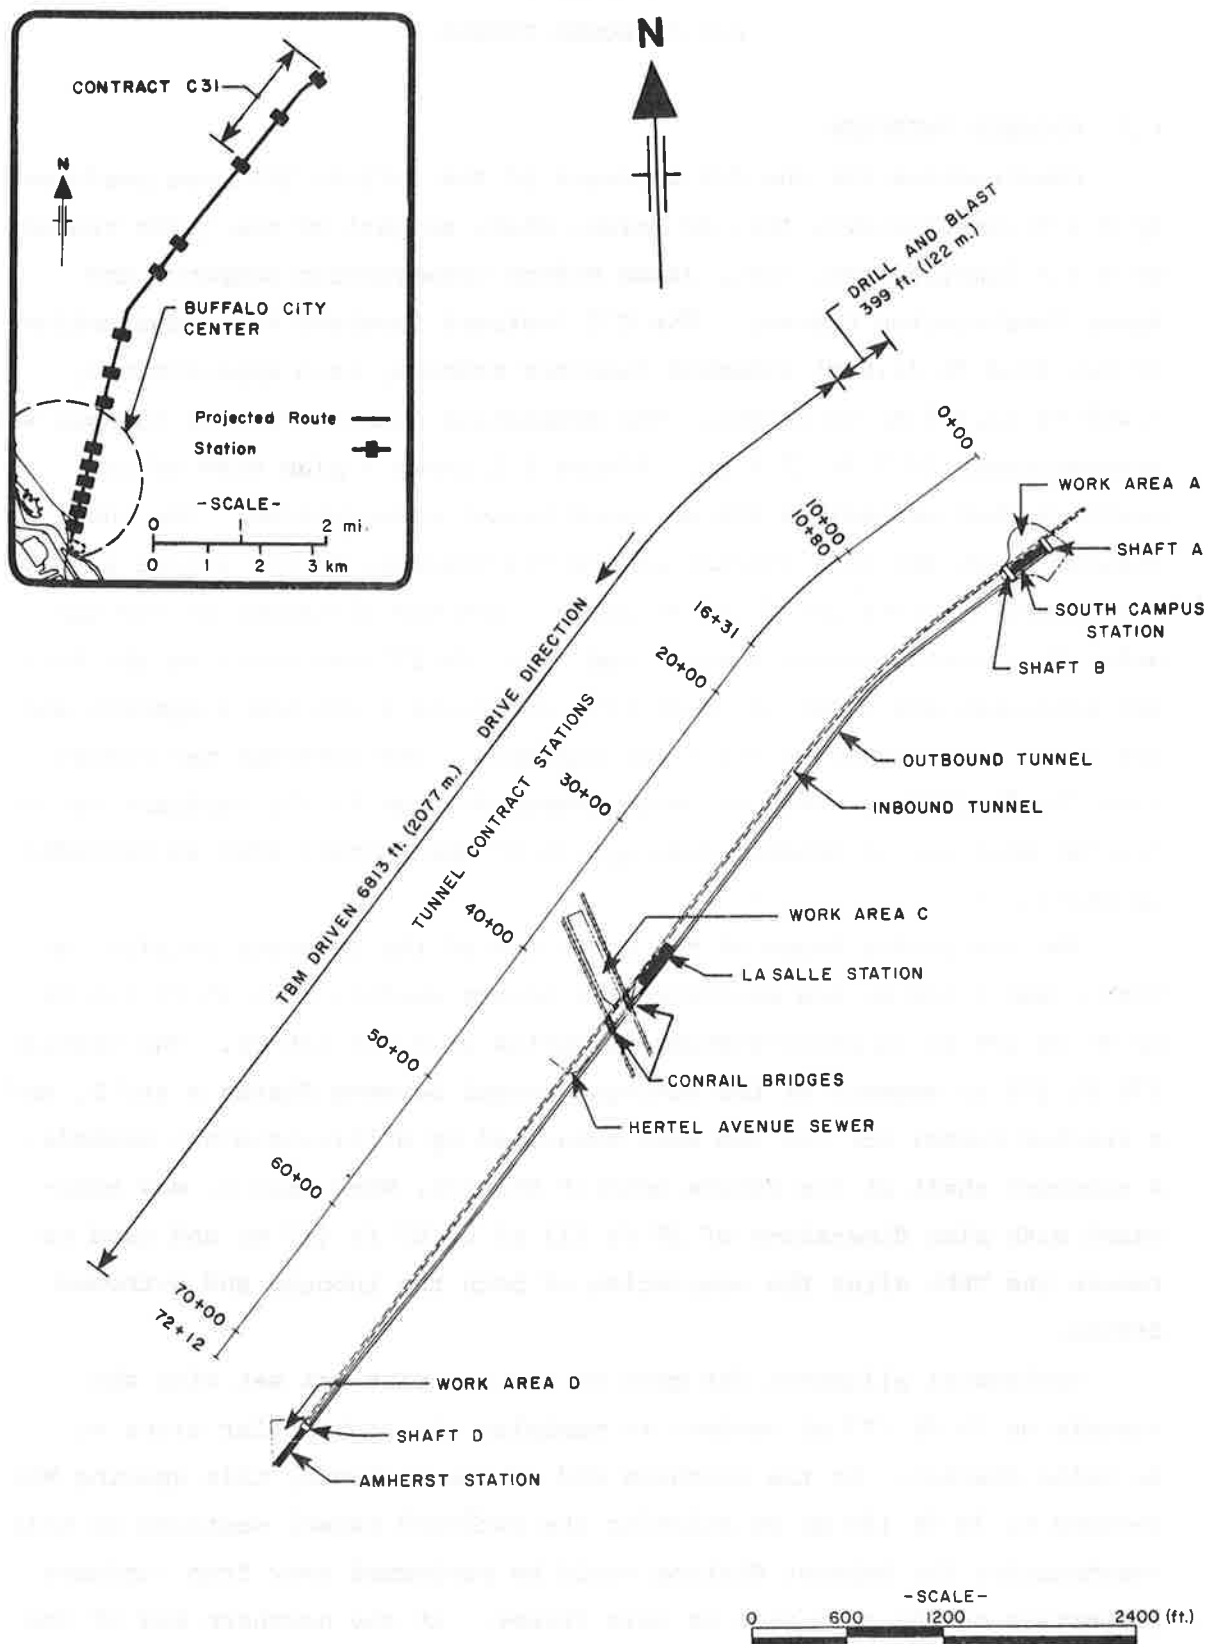 CONTRACT C31
N
BUFFALO CITY
CENTER
Projected Route
Station
-SCALE-
0 2 mi.
0 1 2 3 km
N
DRILL AND BLAST
399 ft. (122 m.)
0+00
10+00
10+80
16+31
20+00
30+00
40+00
50+00
60+00
70+00
72+12
DRIVE DIRECTION
TBM DRIVEN 6813 ft. (2077 m.)
TUNNEL CONTRACT STATIONS
WORK AREA A
SHAFT A
SOUTH CAMPUS
STATION
SHAFT B
OUTBOUND TUNNEL
INBOUND TUNNEL
WORK AREA C
LA SALLE STATION
CONRAIL BRIDGES
HERTEL AVENUE SEWER
WORK AREA D
SHAFT D
AMHERST STATION
-SCALE-
0 600 1200 2400 (ft.)